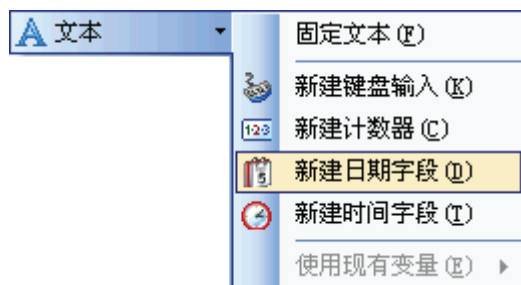 文本
固定文本(F)
新建键盘输入(K)
新建计数器(C)
新建日期字段(D)
新建时间字段(T)
使用现有变量(E)